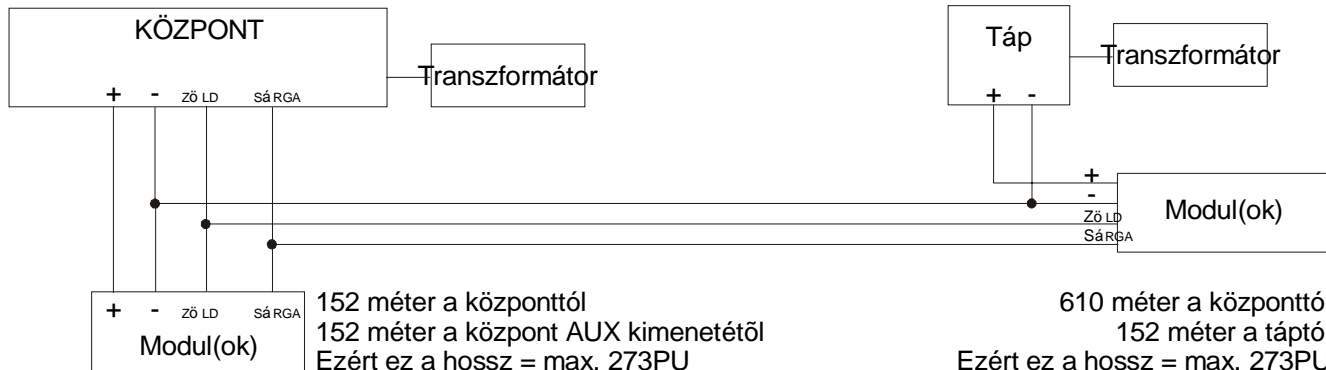 KÖZPONT
Transzformátor
+ - ZöLD SáRGA
Táp
Transzformátor
+ -
+
-
ZöLD
SáRGA
Modul(ok)
+ - ZöLD SáRGA
Modul(ok)
152 méter a központtól
152 méter a központ AUX kimenetétõl
Ezért ez a hossz = max. 273PU
610 méter a központtó
152 méter a táptó
Ezért ez a hossz = max. 273PU